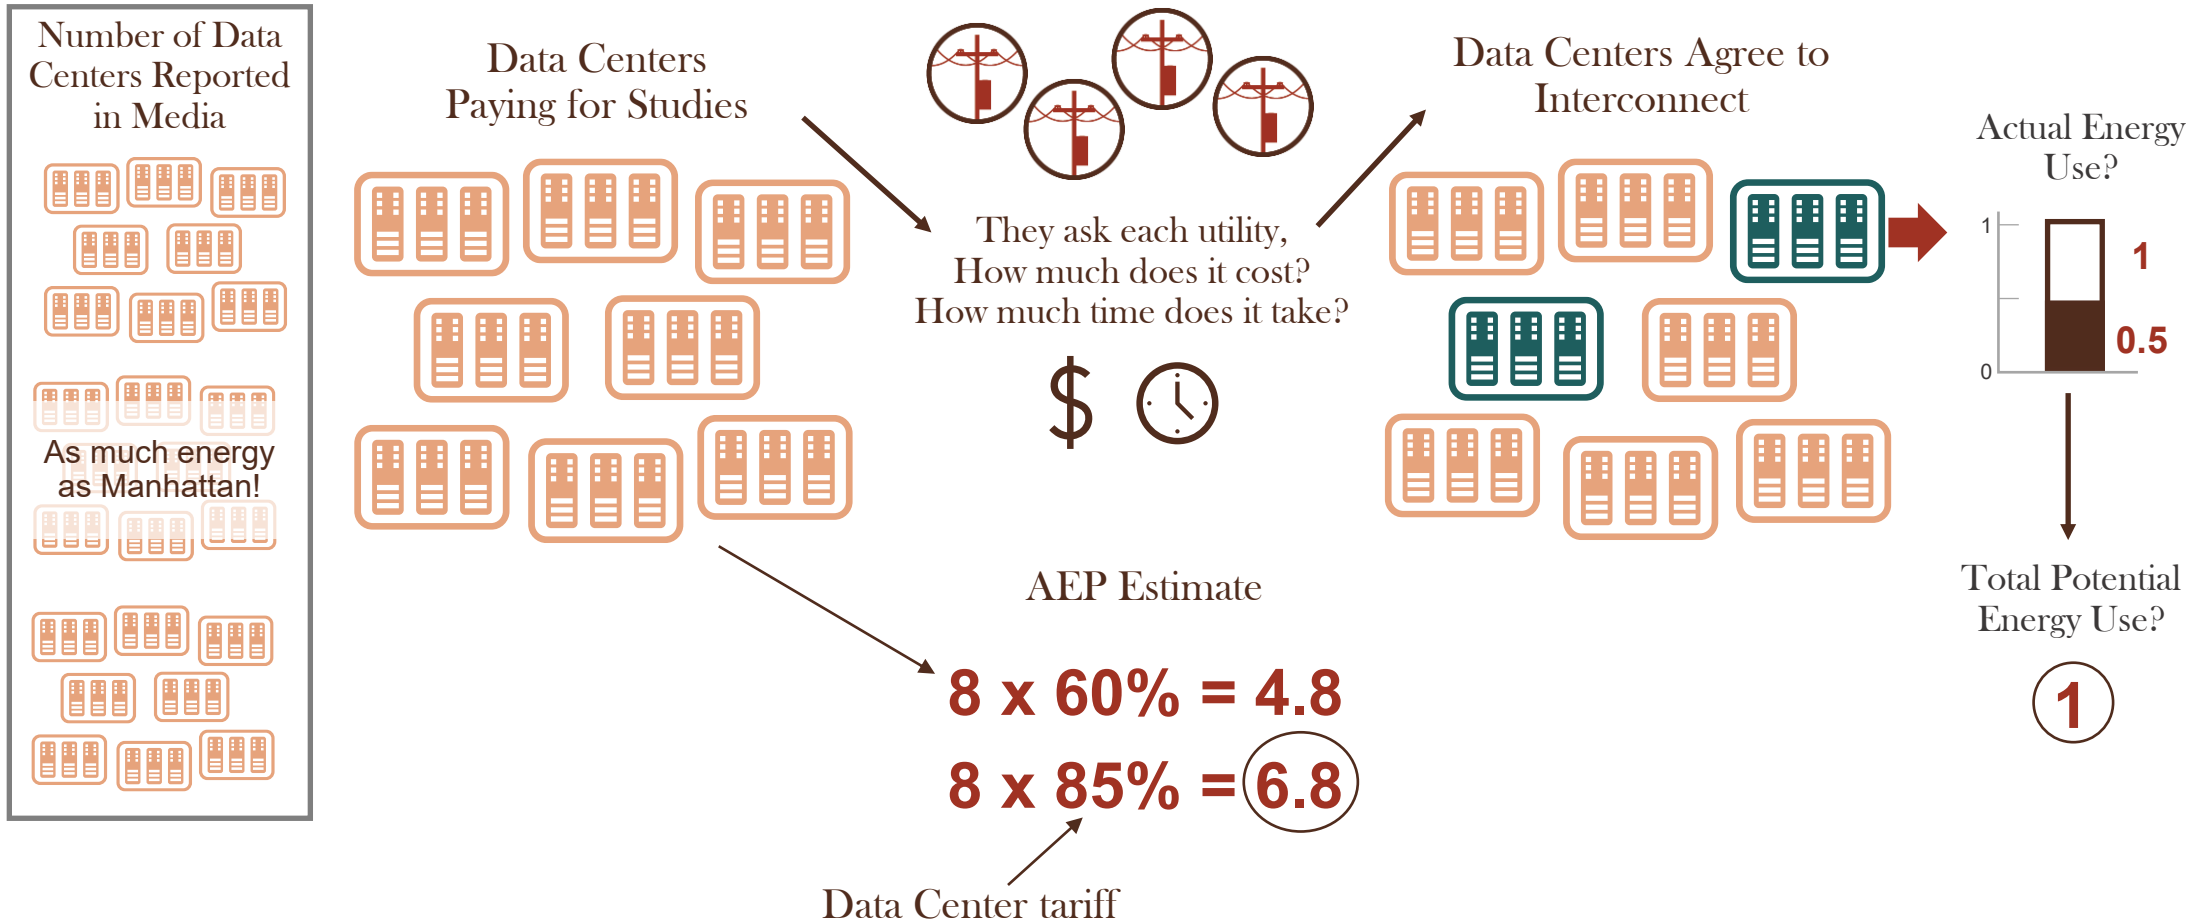 Number of Data
Centers Reported
in Media
As much energy
as Manhattan!
Data Centers
Paying for Studies
They ask each utility,
How much does it cost?
How much time does it take?
$
Data Centers Agree to
Interconnect
Actual Energy
Use?
1
0
1
0.5
Total Potential
Energy Use?
1
AEP Estimate
8 x 60% = 4.8
8 x 85% = 6.8
Data Center tariff